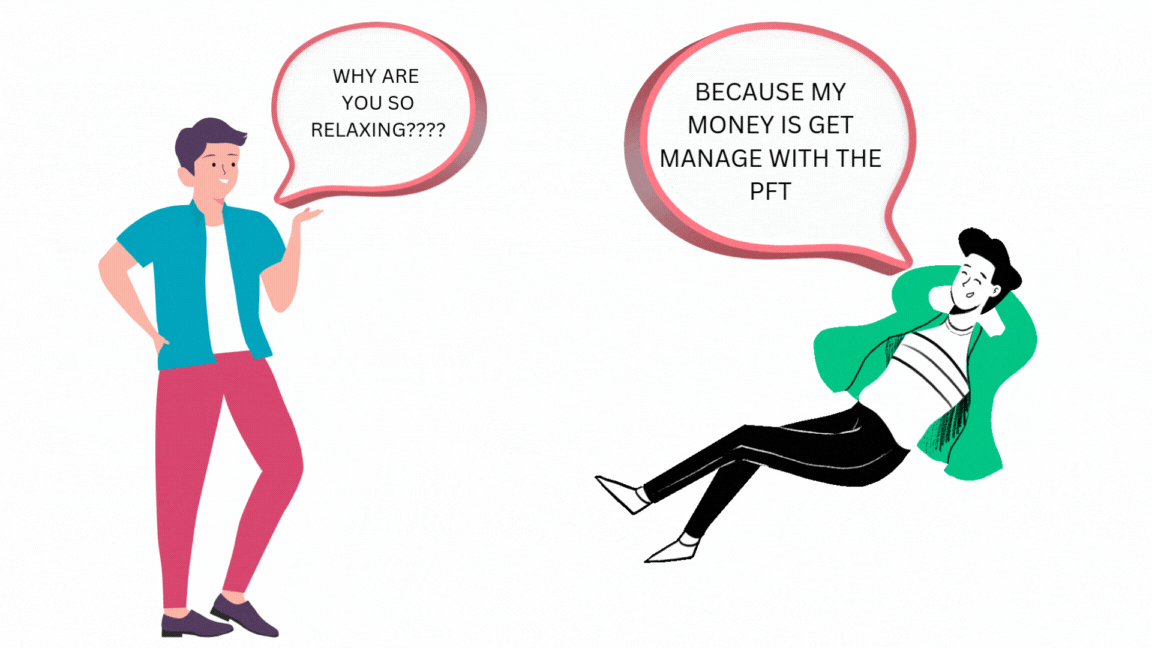 WHY ARE
YOU SO
RELAXING????
BECAUSE MY
MONEY IS GET
MANAGE WITH THE
PFT